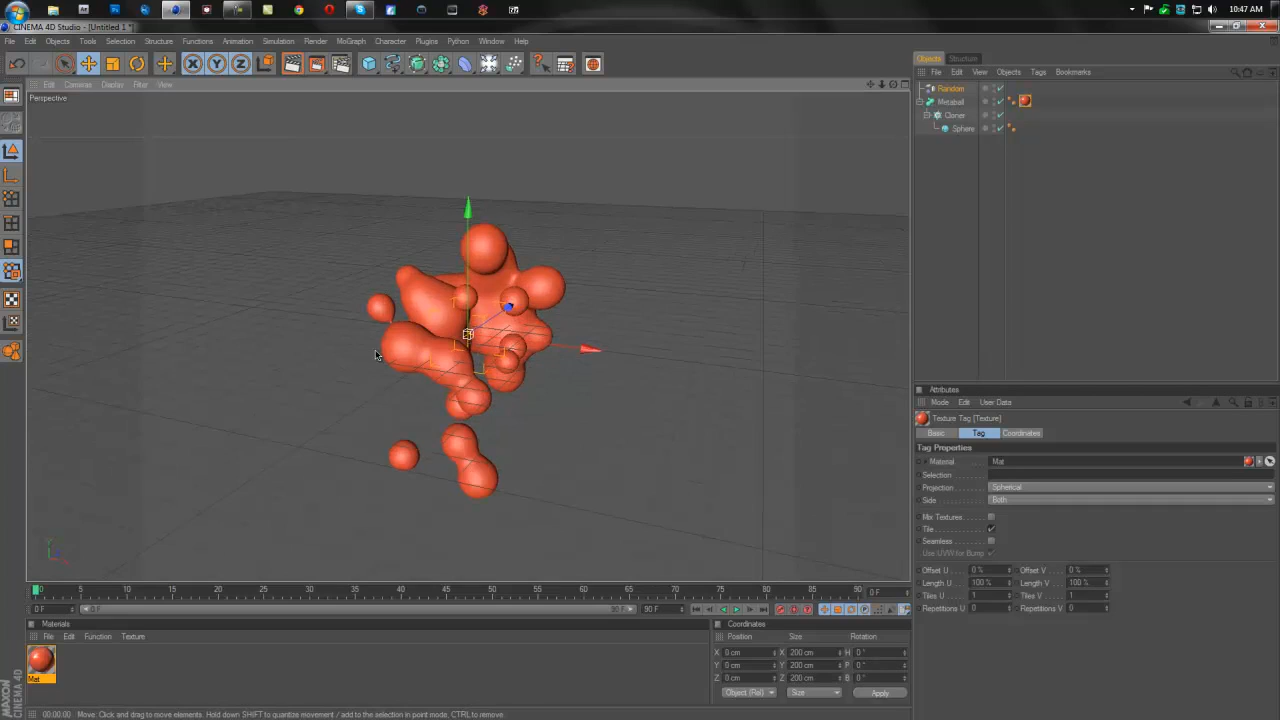 10:47 AM
CINEMA 4D Studio - [Untitled 1 *]
File Edit Objects Tools Selection Structure Functions Animation Simulation Render MoGraph Character Plugins Python Window Help
Edit Cameras Display Filter View
Perspective
Objects Structure
File Edit View Objects Tags Bookmarks
Random
Metaball
Cloner
Sphere
Attributes
Mode Edit User Data
Texture Tag [Texture]
Basic Tag Coordinates
Tag Properties
Material Mat
Selection
Projection Spherical
Side Both
Mix Textures
Tile
Seamless
Use UVW for Bump
Offset U 0 % Offset V 0 %
Length U 100 % Length V 100 %
Tiles U 1 Tiles V 1
Repetitions U 0 Repetitions V 0
0 5 10 15 20 25 30 35 40 45 50 55 60 65 70 75 80 85 90 0 F
0 F 0 F 90 F 90 F
Materials
File Edit Function Texture
Mat
Coordinates
Position Size Rotation
X 0 cm X 200 cm H 0 °
Y 0 cm Y 200 cm P 0 °
Z 0 cm Z 200 cm B 0 °
Object (Rel) Size Apply
MAXON CINEMA 4D
00:00:00 Move: Click and drag to move elements. Hold down SHIFT to quantize movement / add to the selection in point mode, CTRL to remove.